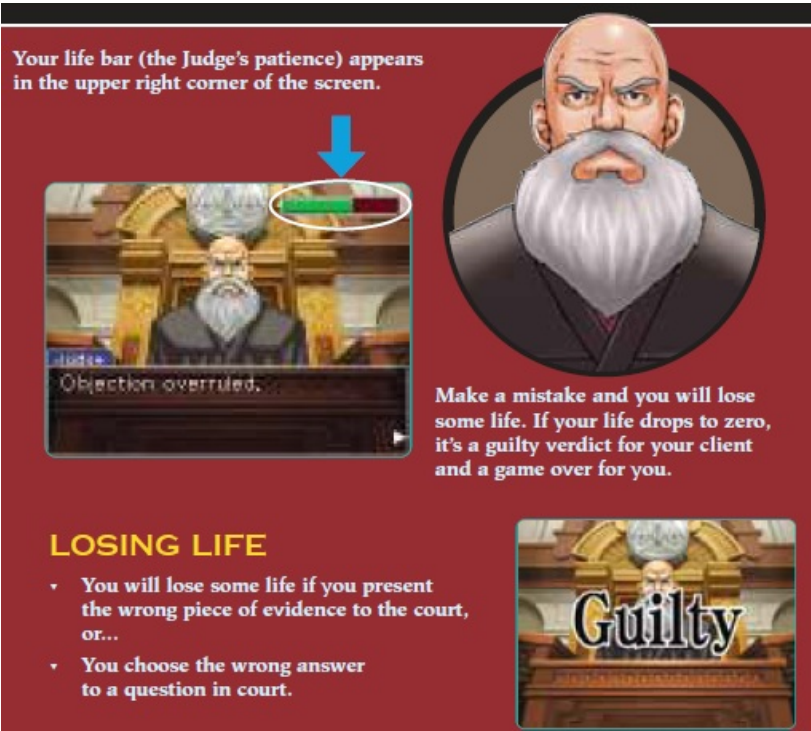 Your life bar (the Judge's patience) appears
in the upper right corner of the screen.
Judge
Objection overruled.
Make a mistake and you will lose
some life. If your life drops to zero,
it's a guilty verdict for your client
and a game over for you.
LOSING LIFE
You will lose some life if you present
the wrong piece of evidence to the court,
or...
You choose the wrong answer
to a question in court.
Guilty